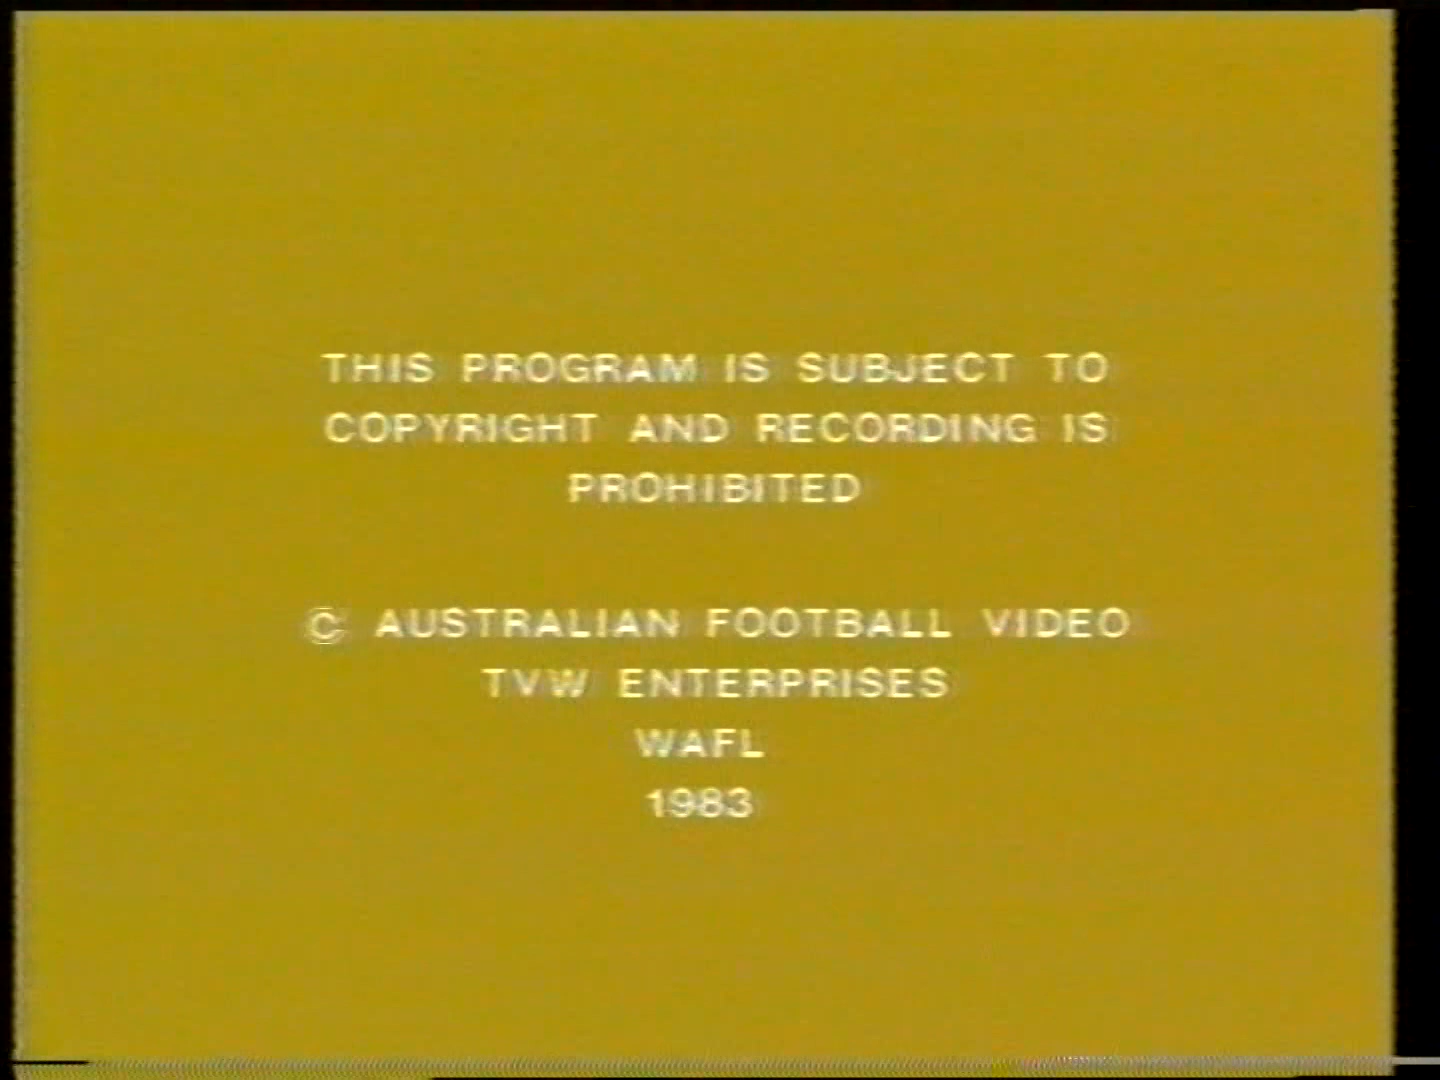 THIS PROGRAM IS SUBJECT TO
COPYRIGHT AND RECORDING IS
PROHIBITED
© AUSTRALIAN FOOTBALL VIDEO
TVW ENTERPRISES
WAFL
1983